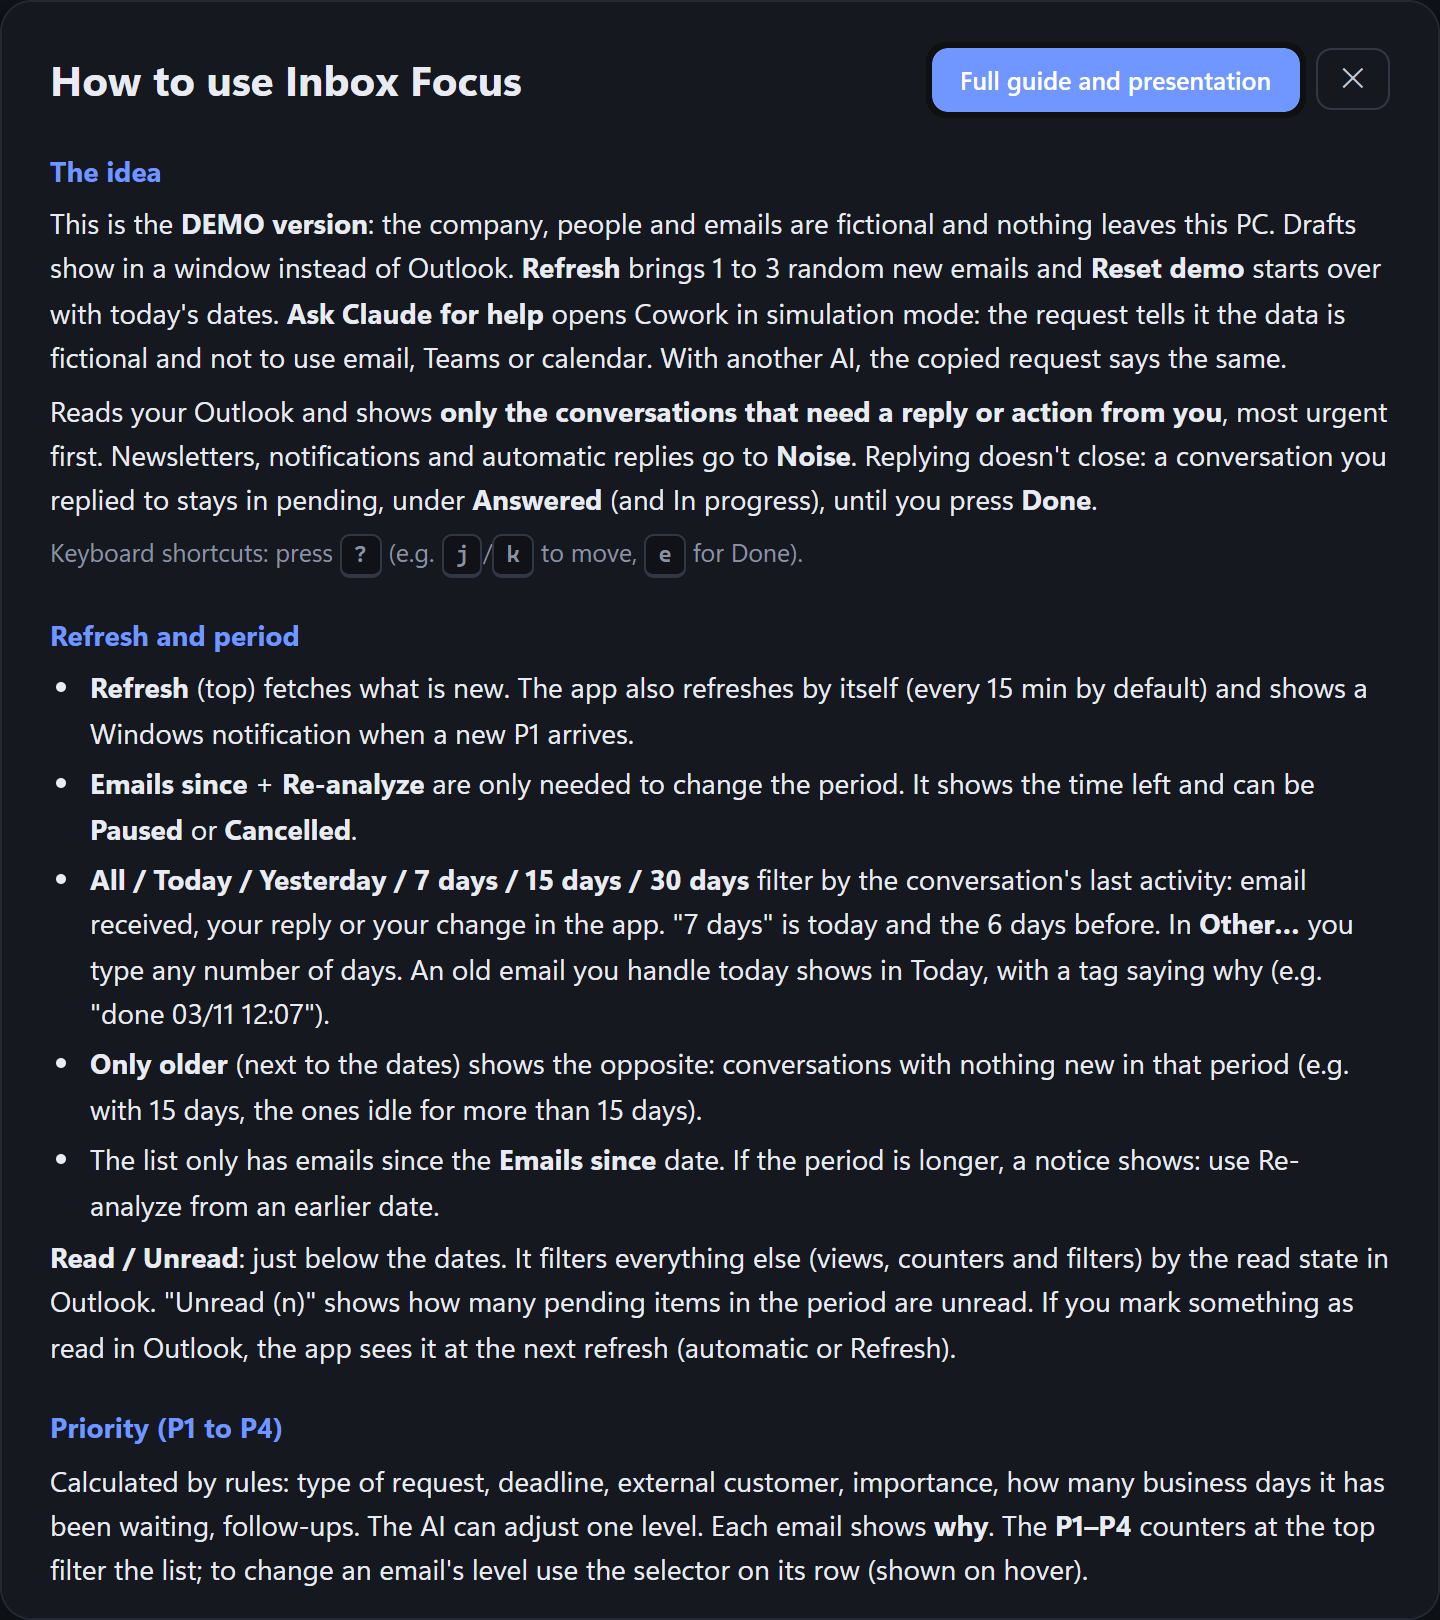 How to use Inbox Focus
Full guide and presentation
The idea
This is the DEMO version: the company, people and emails are fictional and nothing leaves this PC. Drafts
show in a window instead of Outlook. Refresh brings 1 to 3 random new emails and Reset demo starts over
with today's dates. Ask Claude for help opens Cowork in simulation mode: the request tells it the data is
fictional and not to use email, Teams or calendar. With another AI, the copied request says the same.
Reads your Outlook and shows only the conversations that need a reply or action from you, most urgent
first. Newsletters, notifications and automatic replies go to Noise. Replying doesn't close: a conversation you
replied to stays in pending, under Answered (and In progress), until you press Done.
Keyboard shortcuts: press ? (e.g. j/k to move, e for Done).
Refresh and period
• Refresh (top) fetches what is new. The app also refreshes by itself (every 15 min by default) and shows a
Windows notification when a new P1 arrives.
• Emails since + Re-analyze are only needed to change the period. It shows the time left and can be
Paused or Cancelled.
• All / Today / Yesterday / 7 days / 15 days / 30 days filter by the conversation's last activity: email
received, your reply or your change in the app. "7 days" is today and the 6 days before. In Other... you
type any number of days. An old email you handle today shows in Today, with a tag saying why (e.g.
"done 03/11 12:07").
• Only older (next to the dates) shows the opposite: conversations with nothing new in that period (e.g.
with 15 days, the ones idle for more than 15 days).
• The list only has emails since the Emails since date. If the period is longer, a notice shows: use Re-
analyze from an earlier date.
Read / Unread: just below the dates. It filters everything else (views, counters and filters) by the read state in
Outlook. "Unread (n)" shows how many pending items in the period are unread. If you mark something as
read in Outlook, the app sees it at the next refresh (automatic or Refresh).
Priority (P1 to P4)
Calculated by rules: type of request, deadline, external customer, importance, how many business days it has
been waiting, follow-ups. The AI can adjust one level. Each email shows why. The P1–P4 counters at the top
filter the list; to change an email's level use the selector on its row (shown on hover).